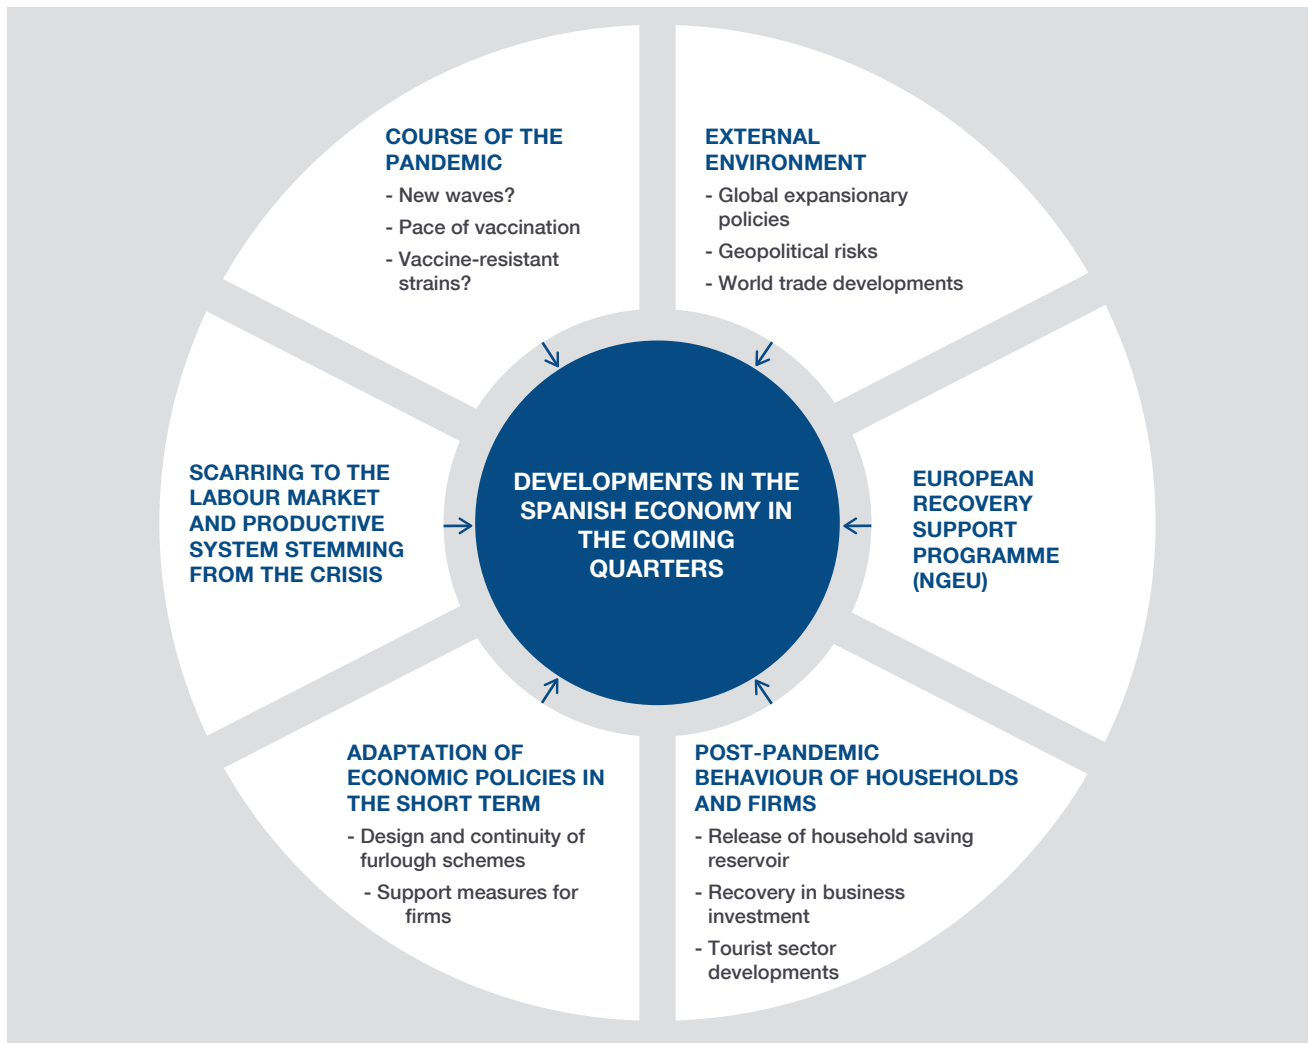 COURSE OF THE
PANDEMIC
- New waves?
- Pace of vaccination
- Vaccine-resistant
strains?
EXTERNAL
ENVIRONMENT
- Global expansionary
policies
- Geopolitical risks
- World trade developments
SCARRING TO THE
LABOUR MARKET
AND PRODUCTIVE
SYSTEM STEMMING
FROM THE CRISIS
DEVELOPMENTS IN THE
SPANISH ECONOMY IN
THE COMING
QUARTERS
EUROPEAN
RECOVERY
SUPPORT
PROGRAMME
(NGEU)
ADAPTATION OF
ECONOMIC POLICIES IN
THE SHORT TERM
- Design and continuity of
furlough schemes
- Support measures for
firms
POST-PANDEMIC
BEHAVIOUR OF HOUSEHOLDS
AND FIRMS
- Release of household saving
reservoir
- Recovery in business
investment
- Tourist sector
developments